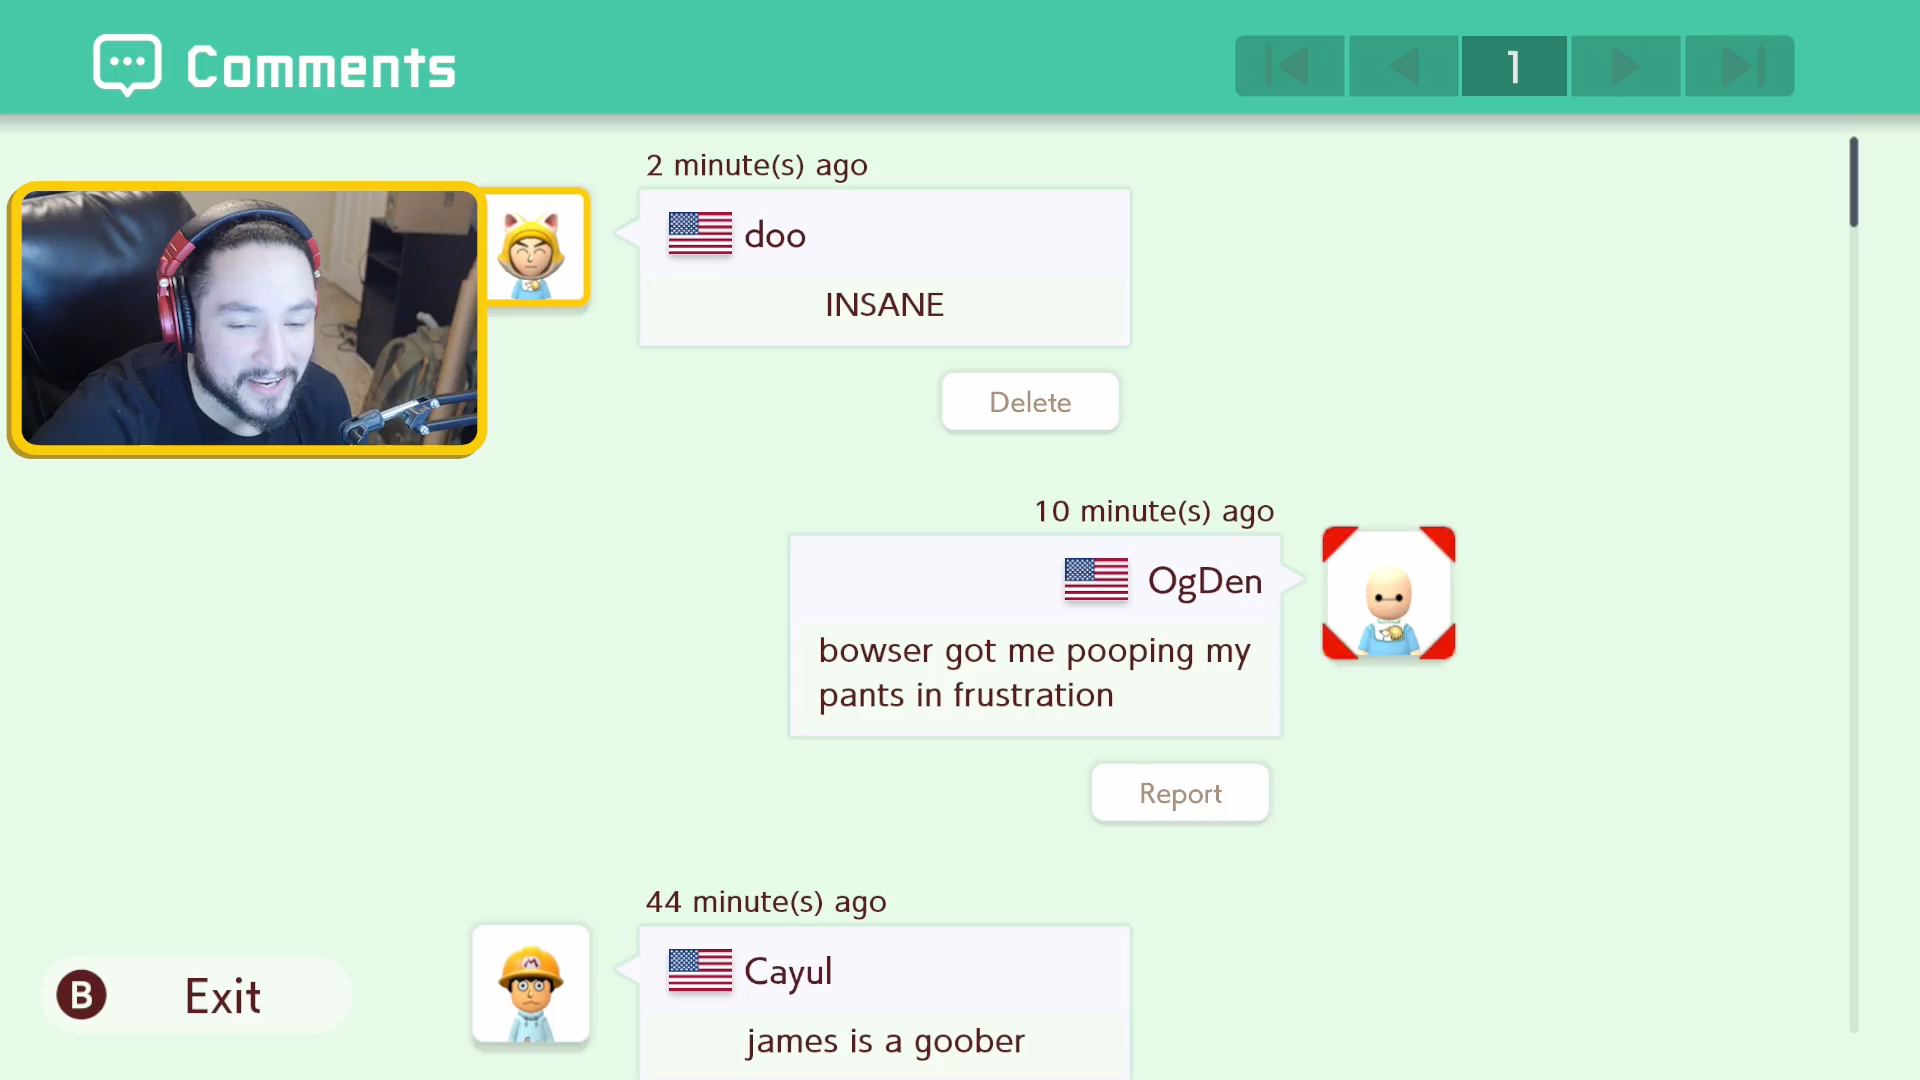 Comments
1
2 minute(s) ago
doo
INSANE
Delete
10 minute(s) ago
OgDen
bowser got me pooping my
pants in frustration
Report
44 minute(s) ago
Cayul
james is a goober
B Exit